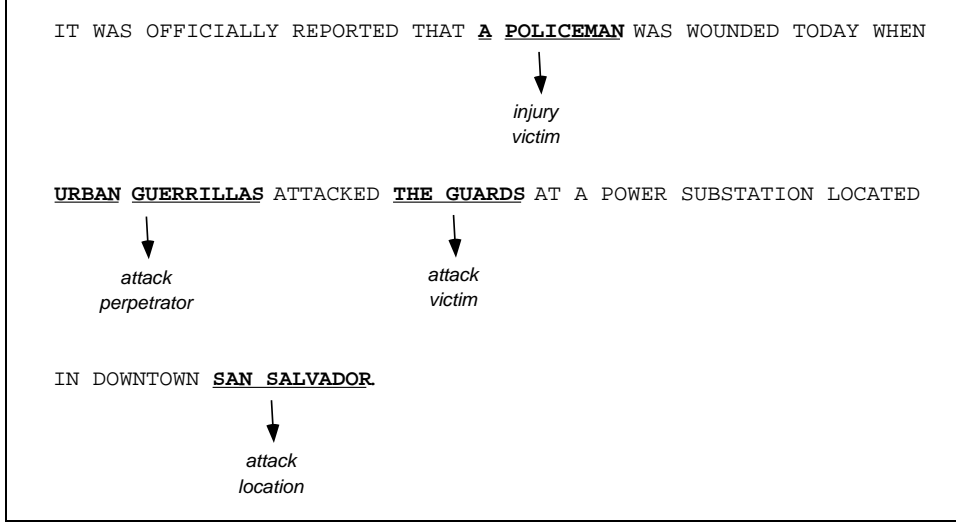 IT WAS OFFICIALLY REPORTED THAT A POLICEMAN WAS WOUNDED TODAY WHEN
injury
victim
URBAN GUERRILLAS ATTACKED THE GUARDS AT A POWER SUBSTATION LOCATED
attack
perpetrator
attack
victim
IN DOWNTOWN SAN SALVADOR.
attack
location